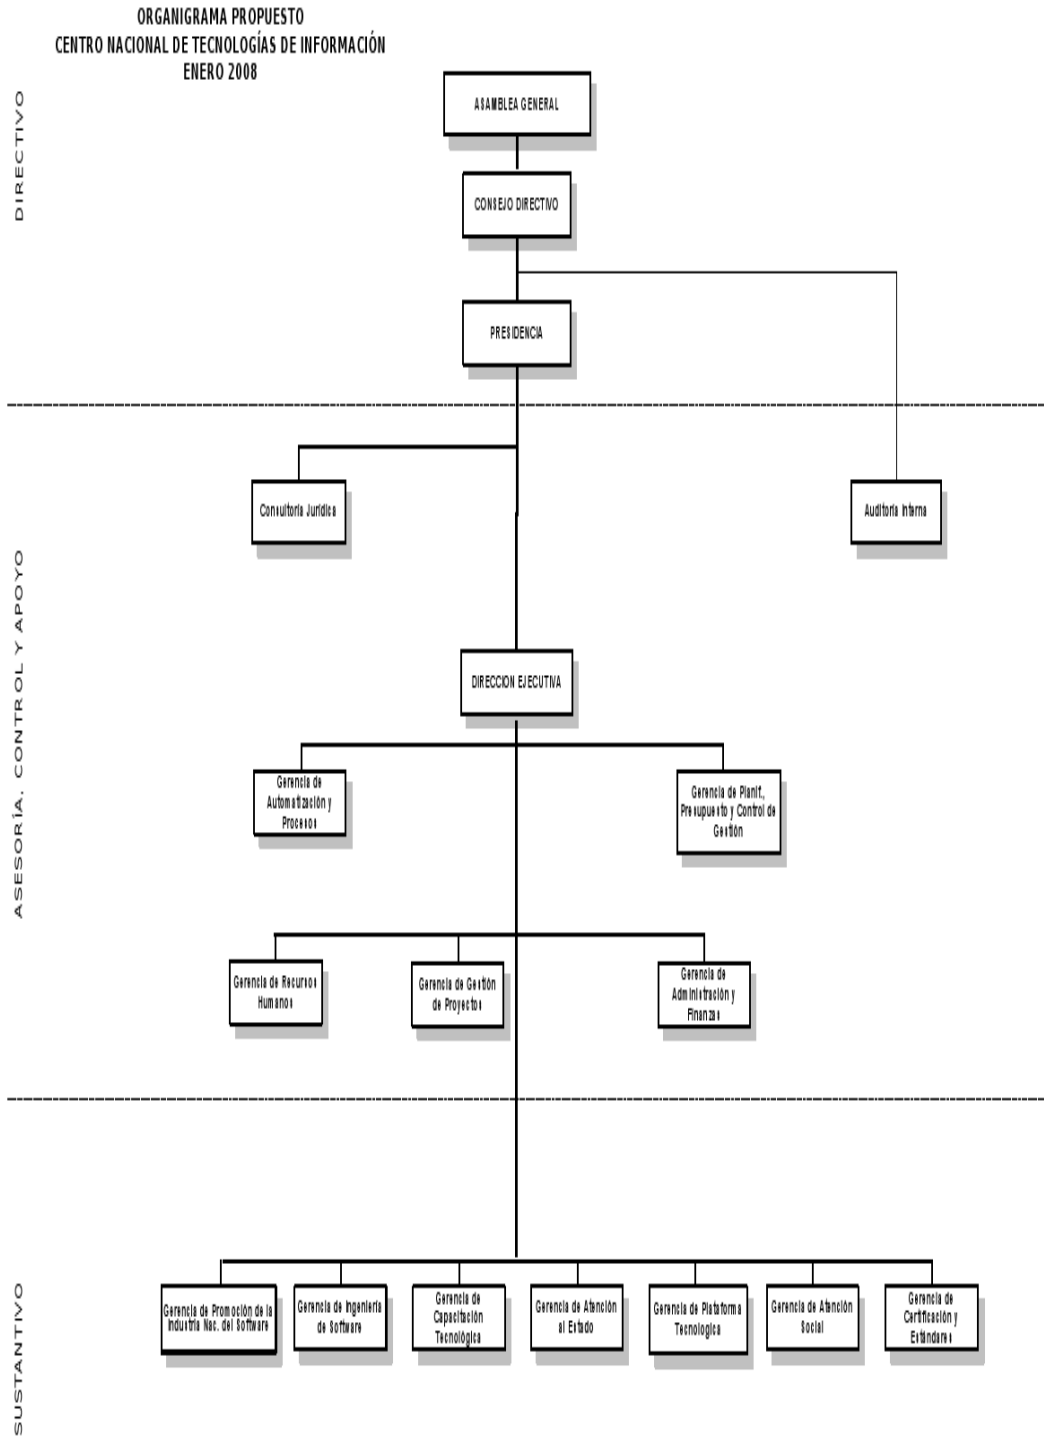 ORGANIGRAMA PROPUESTO
CENTRO NACIONAL DE TECNOLOGÍAS DE INFORMACIÓN
ENERO 2008
DIRECTIVO
ASAMBLEA GENERAL
CONSEJO DIRECTIVO
PRESIDENCIA
ASESORÍA, CONTROL Y APOYO
Consultoría Jurídica
Auditoría Interna
DIRECCION EJECUTIVA
Gerencia de
Automatización y
Procesos
Gerencia de Planif.,
Presupuesto y Control de
Gestión
Gerencia de Recursos
Humanos
Gerencia de Gestión
de Proyectos
Gerencia de
Administración y
Finanzas
SUSTANTIVO
Gerencia de Promoción de la
Industria Nac. del Software
Gerencia de Ingeniería
de Software
Gerencia de
Capacitación
Tecnológica
Gerencia de Atención
al Estado
Gerencia de Plataforma
Tecnologica
Gerencia de Atención
Social
Gerencia de
Certificación y
Estándares